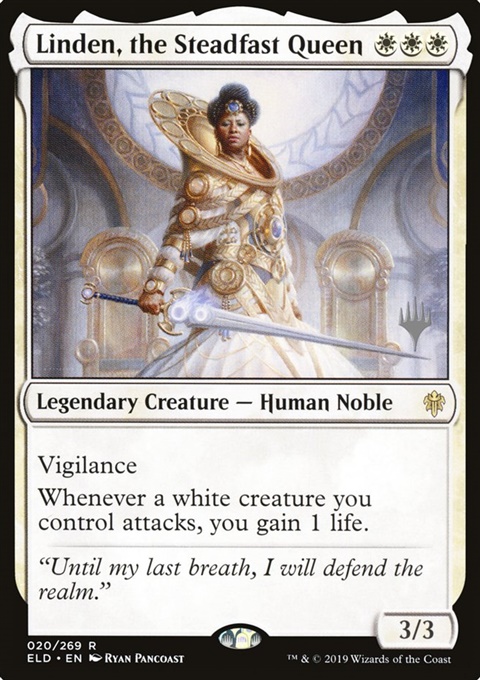 Linden, the Steadfast Queen
Legendary Creature — Human Noble
Vigilance
Whenever a white creature you
control attacks, you gain 1 life.
“Until my last breath, I will defend the
realm.”
3/3
020/269 R
ELD • EN RYAN PANCOAST
™ & © 2019 Wizards of the Coast